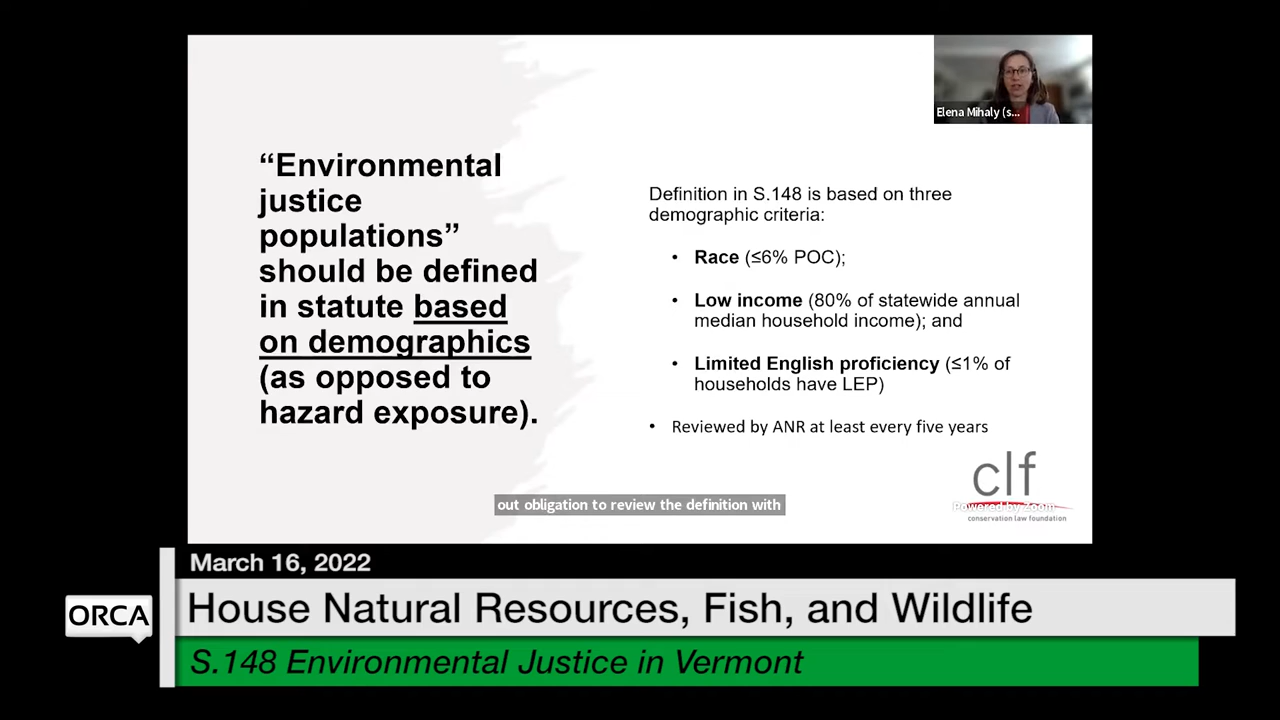 Elena Mihaly (s...
“Environmental
justice
populations”
should be defined
in statute based
on demographics
(as opposed to
hazard exposure).
Definition in S.148 is based on three
demographic criteria:
• Race (≤6% POC);
• Low income (80% of statewide annual
median household income); and
• Limited English proficiency (≤1% of
households have LEP)
• Reviewed by ANR at least every five years
clf
Powered by Zoom
conservation law foundation
out obligation to review the definition with
March 16, 2022
ORCA
House Natural Resources, Fish, and Wildlife
S.148 Environmental Justice in Vermont